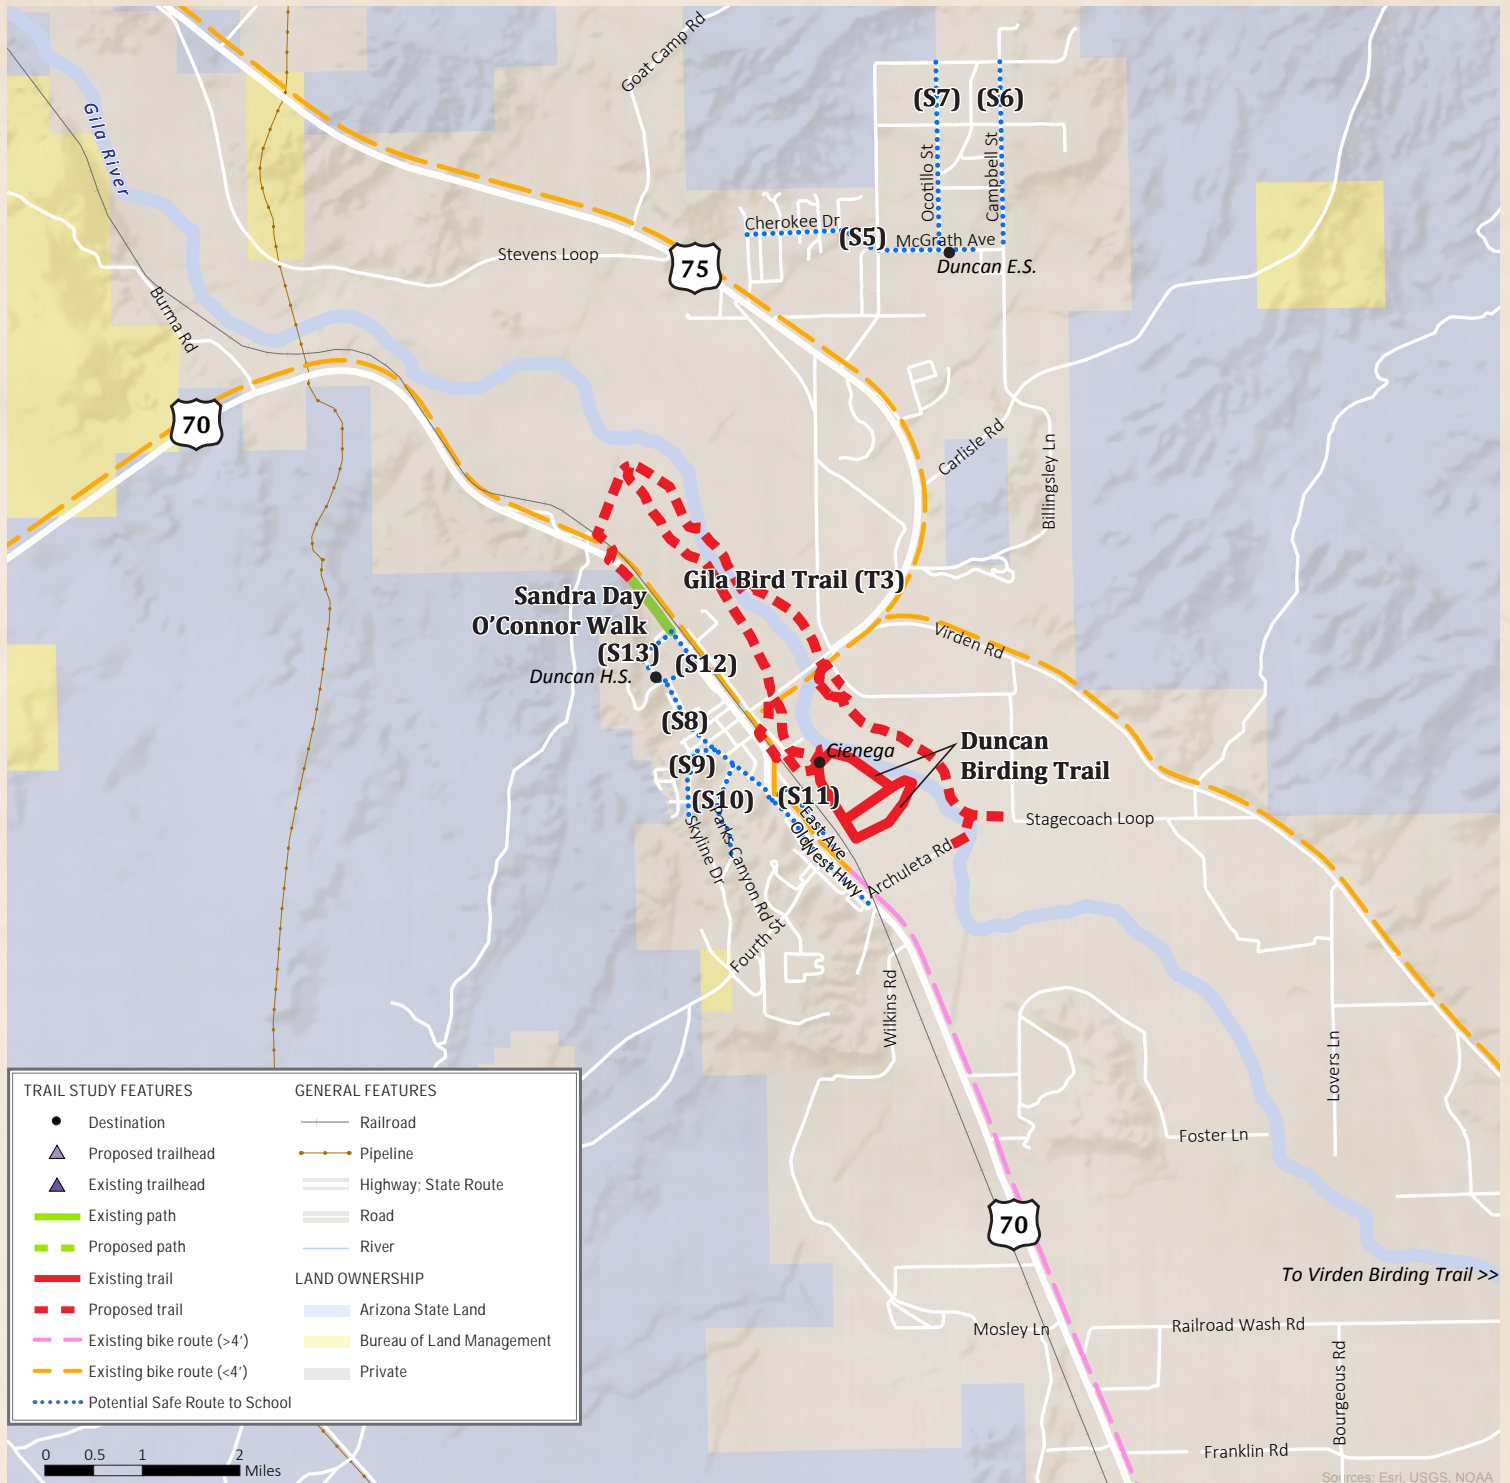 Goat Camp Rd
Gila River
(S7)
(S6)
Ocotillo St
Campbell St
Cherokee Dr
(S5)
McGrath Ave
Duncan E.S.
Stevens Loop
75
Burma Rd
70
Carlisle Rd
Billingsley Ln
Gila Bird Trail (T3)
Sandra Day
O'Connor Walk
(S13)
(S12)
Duncan H.S.
Virden Rd
(S8)
Cienega
Duncan
Birding Trail
(S9)
(S10)
(S11)
East Ave
Old West Hwy
Stagecoach Loop
Archuleta Rd
Skyline Dr
Parks Canyon Rd
Fourth St
Wilkins Rd
Lovers Ln
Foster Ln
70
To Virden Birding Trail >>
Mosley Ln
Railroad Wash Rd
Bourgeous Rd
Franklin Rd
TRAIL STUDY FEATURES
Destination
Proposed trailhead
Existing trailhead
Existing path
Proposed path
Existing trail
Proposed trail
Existing bike route (>4')
Existing bike route (<4')
Potential Safe Route to School
GENERAL FEATURES
Railroad
Pipeline
Highway; State Route
Road
River
LAND OWNERSHIP
Arizona State Land
Bureau of Land Management
Private
0 0.5 1 2
Miles
Sources: Esri, USGS, NOAA